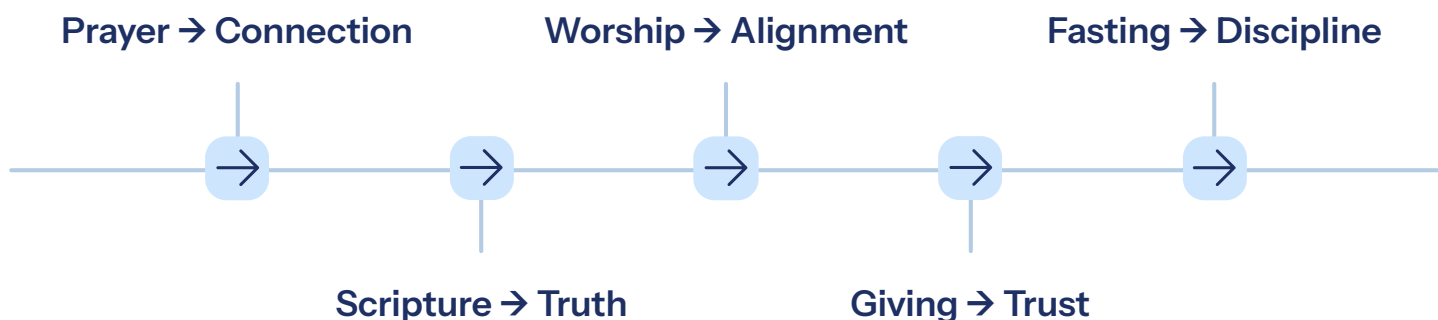 Prayer → Connection
Worship → Alignment
Fasting → Discipline
Scripture → Truth
Giving → Trust